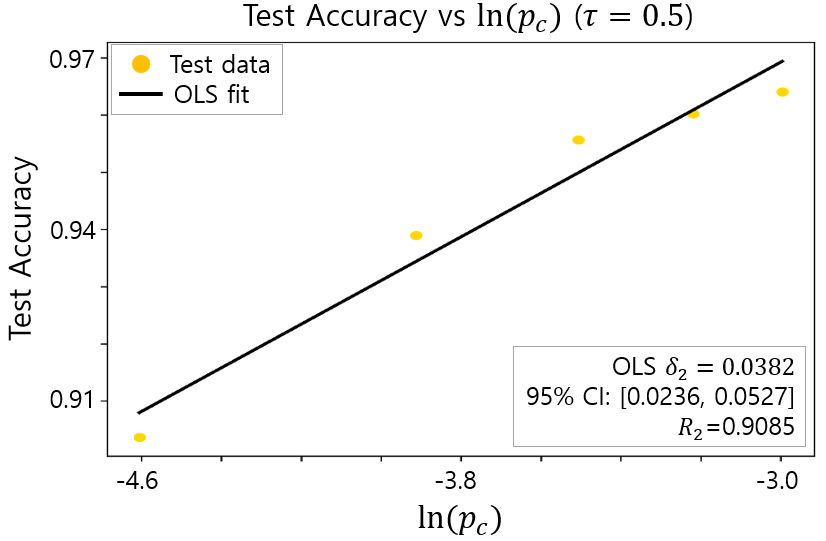 Test Accuracy vs ln(p_c) (τ = 0.5)
Test data
OLS fit
0.97
0.94
0.91
Test Accuracy
OLS δ₂ = 0.0382
95% CI: [0.0236, 0.0527]
R₂=0.9085
-4.6
-3.8
-3.0
ln(p_c)